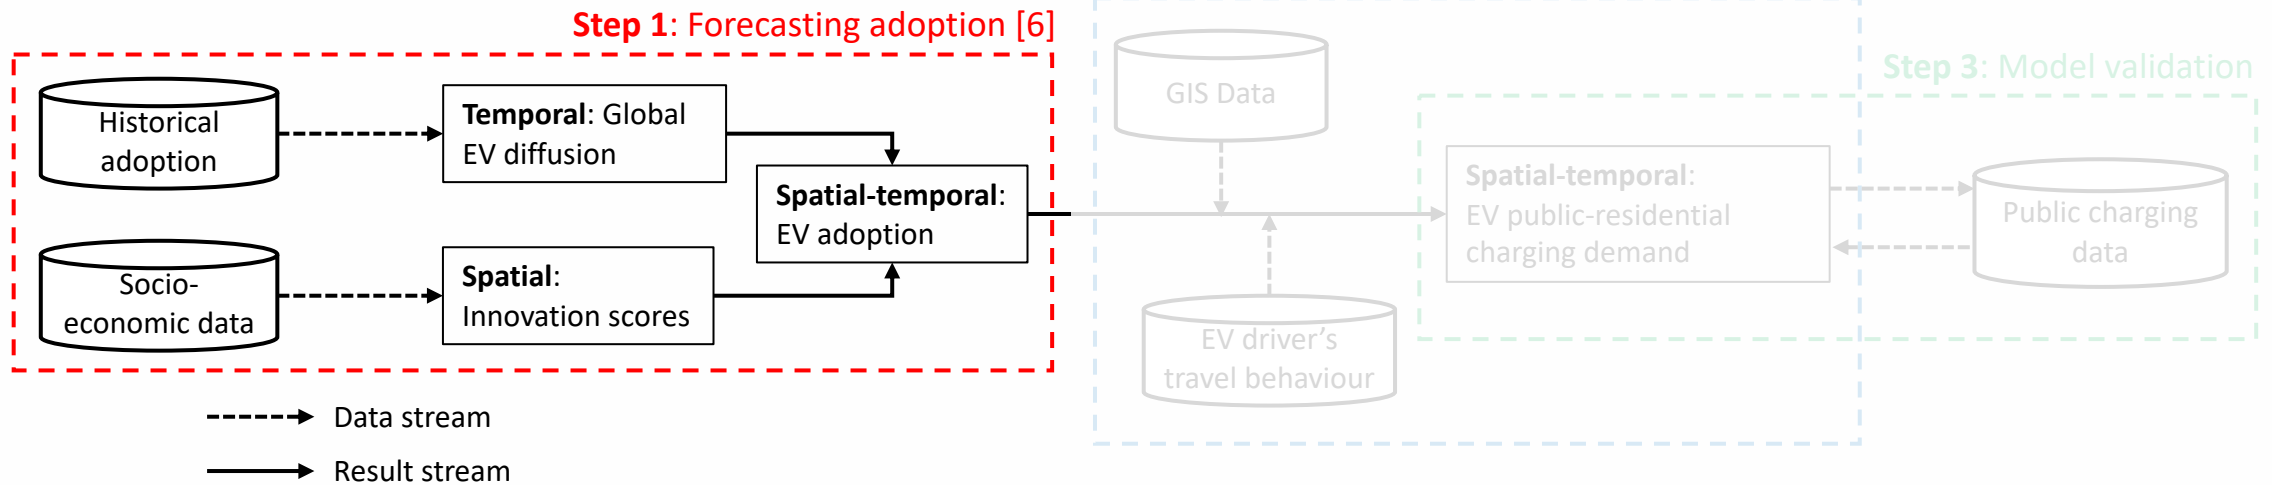 Step 1: Forecasting adoption [6]
Historical
adoption
Temporal: Global
EV diffusion
Spatial-temporal:
EV adoption
Socio-
economic data
Spatial:
Innovation scores
GIS Data
EV driver's
travel behaviour
Step 3: Model validation
Spatial-temporal:
EV public-residential
charging demand
Public charging
data
Data stream
Result stream